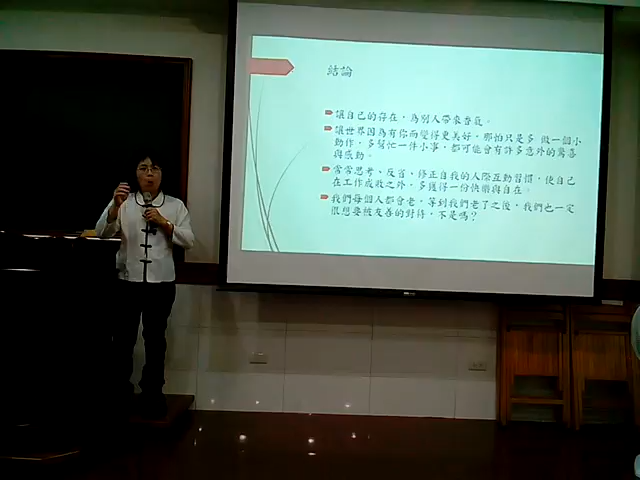 結論
讓自己的存在，為別人帶來喜氣。
讓世界因為有你而變得更美好，那怕只是多 做一個小
動作，多幫忙一件小事，都可能會有許多意外的驚喜
與感動。
常常思考、反省，修正自我的人際互動習慣，使自己
在工作成敗之外，多獲得一份快樂與自在。
我們每個人都會老，等到我們老了之後，我們也一定
很想要被友善的對待，不是嗎？